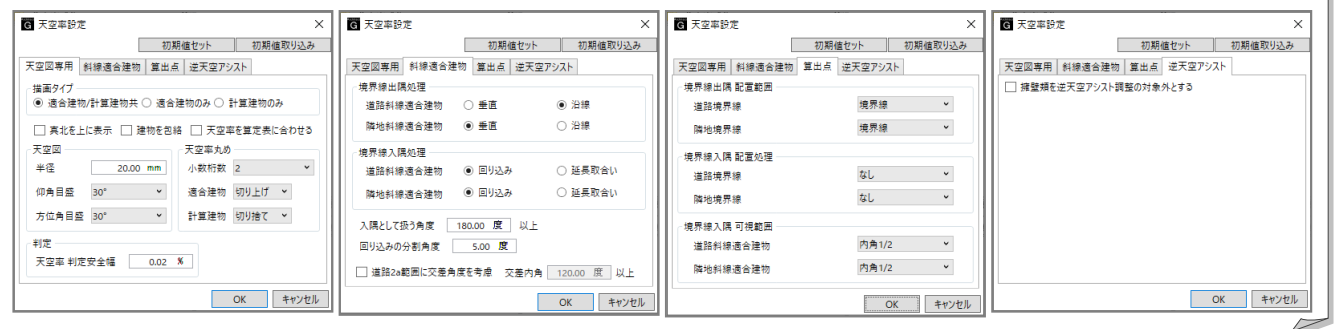 G 天空率設定 ×
初期値セット 初期値取り込み
天空図専用 斜線適合建物 算出点 逆天空アシスト
描画タイプ
適合建物/計算建物共 適合建物のみ 計算建物のみ
真北を上に表示 建物を包絡 天空率を算定表に合わせる
天空図 天空率丸め
半径 20.00 mm 小数桁数 2
仰角目盛 30° 適合建物 切り上げ
方位角目盛 30° 計算建物 切り捨て
判定
天空率 判定安全幅 0.02 %
OK キャンセル
G 天空率設定 ×
初期値セット 初期値取り込み
天空図専用 斜線適合建物 算出点 逆天空アシスト
境界線出隅処理
道路斜線適合建物 垂直 沿線
隣地斜線適合建物 垂直 沿線
境界線入隅処理
道路斜線適合建物 回り込み 延長取合い
隣地斜線適合建物 回り込み 延長取合い
入隅として扱う角度 180.00 度 以上
回り込みの分割角度 5.00 度
道路2a範囲に交差角度を考慮 交差内角 120.00 度 以上
OK キャンセル
G 天空率設定 ×
初期値セット 初期値取り込み
天空図専用 斜線適合建物 算出点 逆天空アシスト
境界線出隅 配置範囲
道路境界線 境界線
隣地境界線 境界線
境界線入隅 配置処理
道路境界線 なし
隣地境界線 なし
境界線入隅 可視範囲
道路斜線適合建物 内角1/2
隣地斜線適合建物 内角1/2
OK キャンセル
G 天空率設定 ×
初期値セット 初期値取り込み
天空図専用 斜線適合建物 算出点 逆天空アシスト
擁壁類を逆天空アシスト調整の対象外とする
OK キャンセル